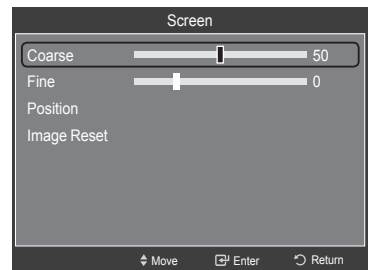 Screen
Coarse 50
Fine 0
Position
Image Reset
Move Enter Return